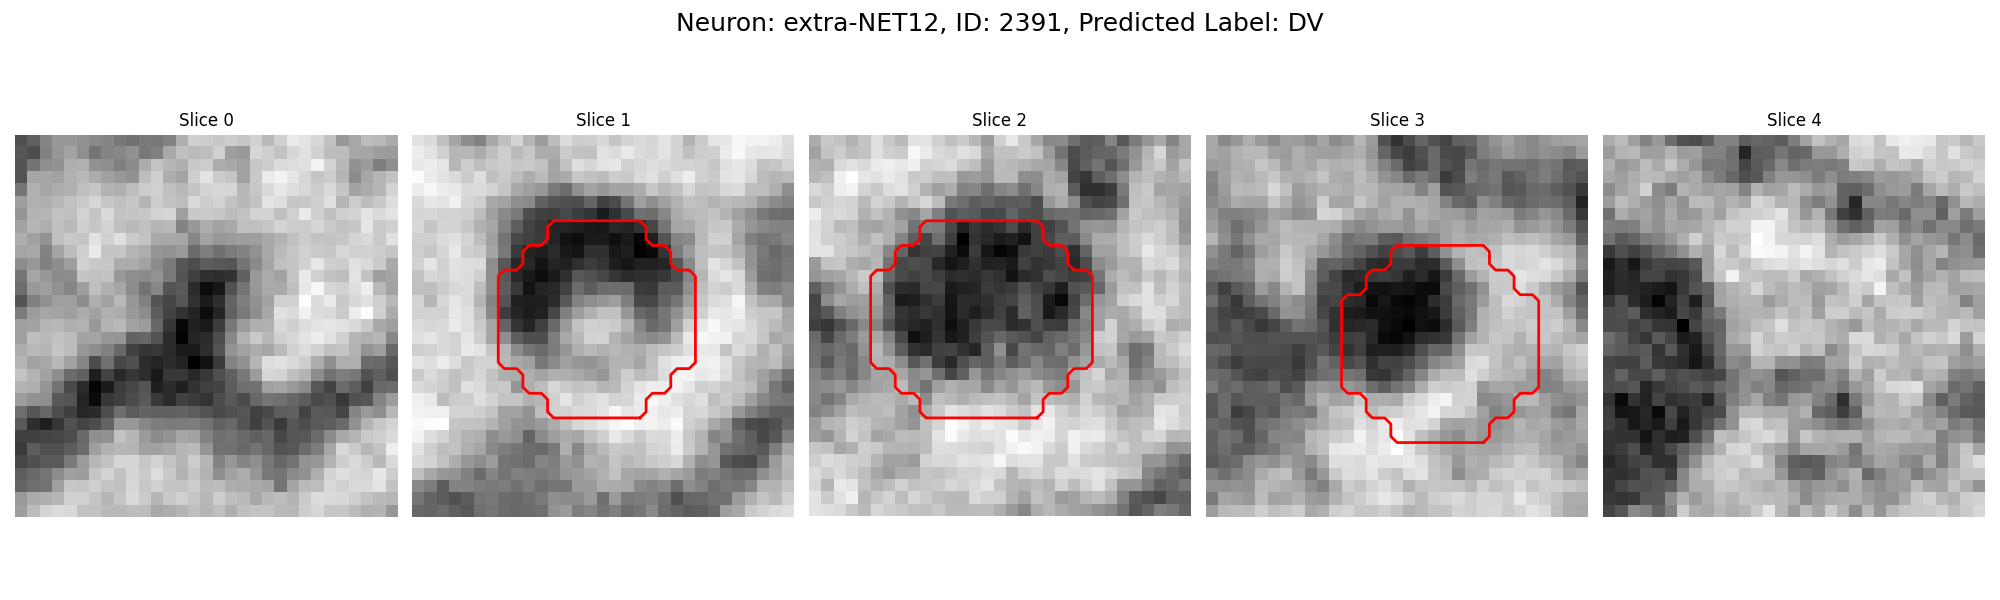 Neuron: extra-NET12, ID: 2391, Predicted Label: DV
Slice 0
Slice 1
Slice 2
Slice 3
Slice 4